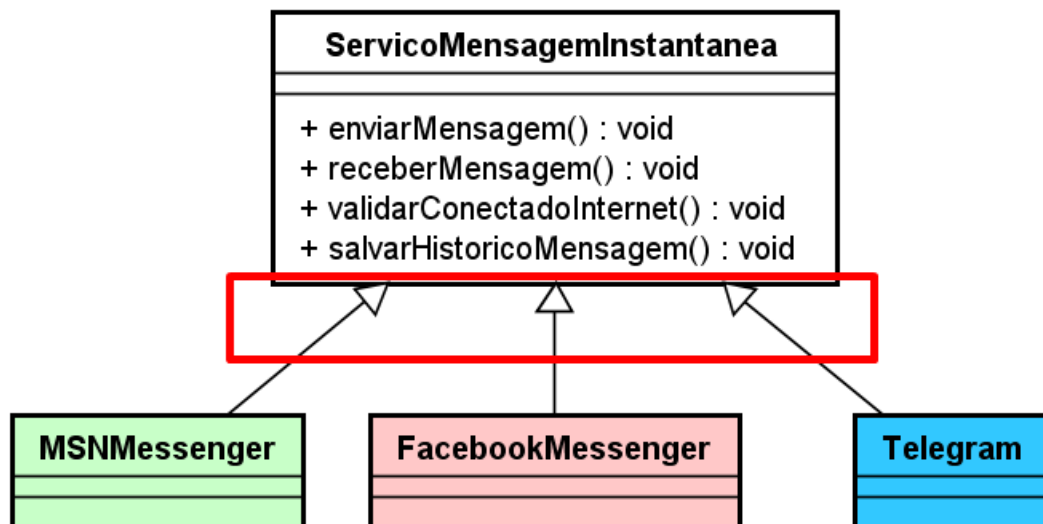 ServicoMensagemInstantanea
+ enviarMensagem() : void
+ receberMensagem() : void
+ validarConectadoInternet() : void
+ salvarHistoricoMensagem() : void
MSNMessenger
FacebookMessenger
Telegram